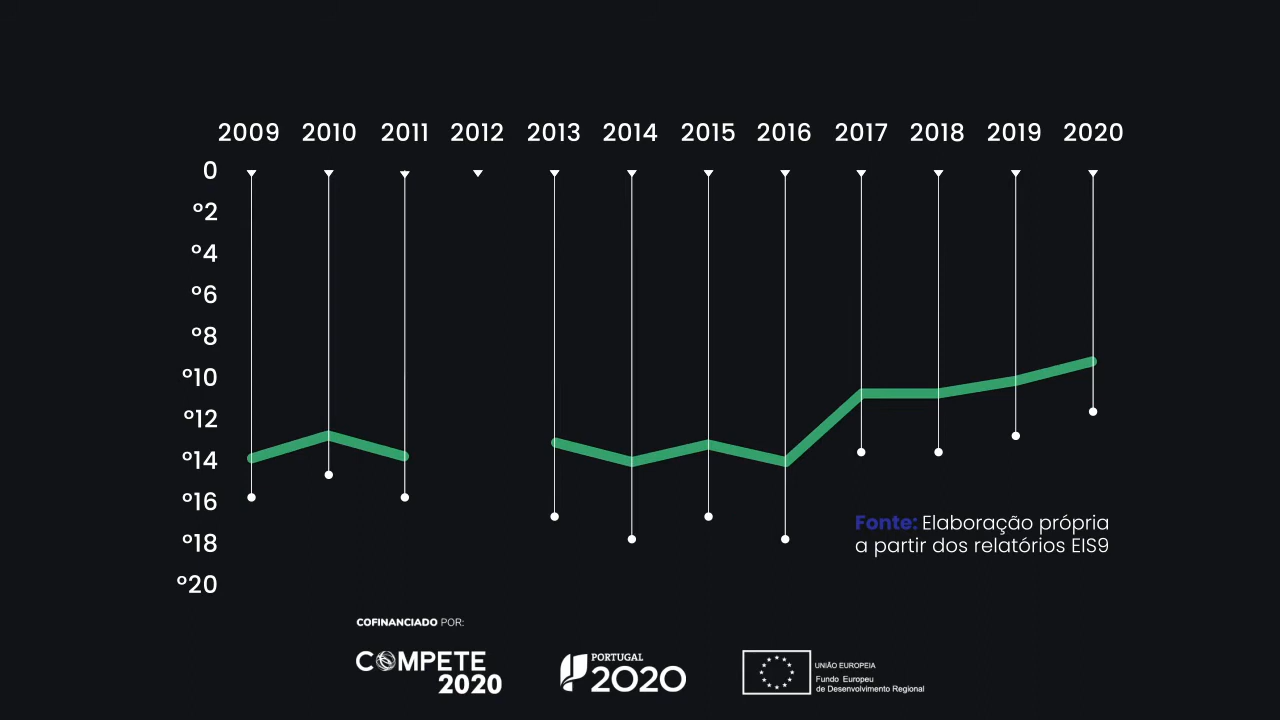 2009 2010 2011 2012 2013 2014 2015 2016 2017 2018 2019 2020
0
º2
º4
º6
º8
º10
º12
º14
º16
º18
º20
Fonte: Elaboração própria
a partir dos relatórios EIS9
COFINANCIADO POR:
COMPETE
2020
PORTUGAL
2020
UNIÃO EUROPEIA
Fundo Europeu
de Desenvolvimento Regional